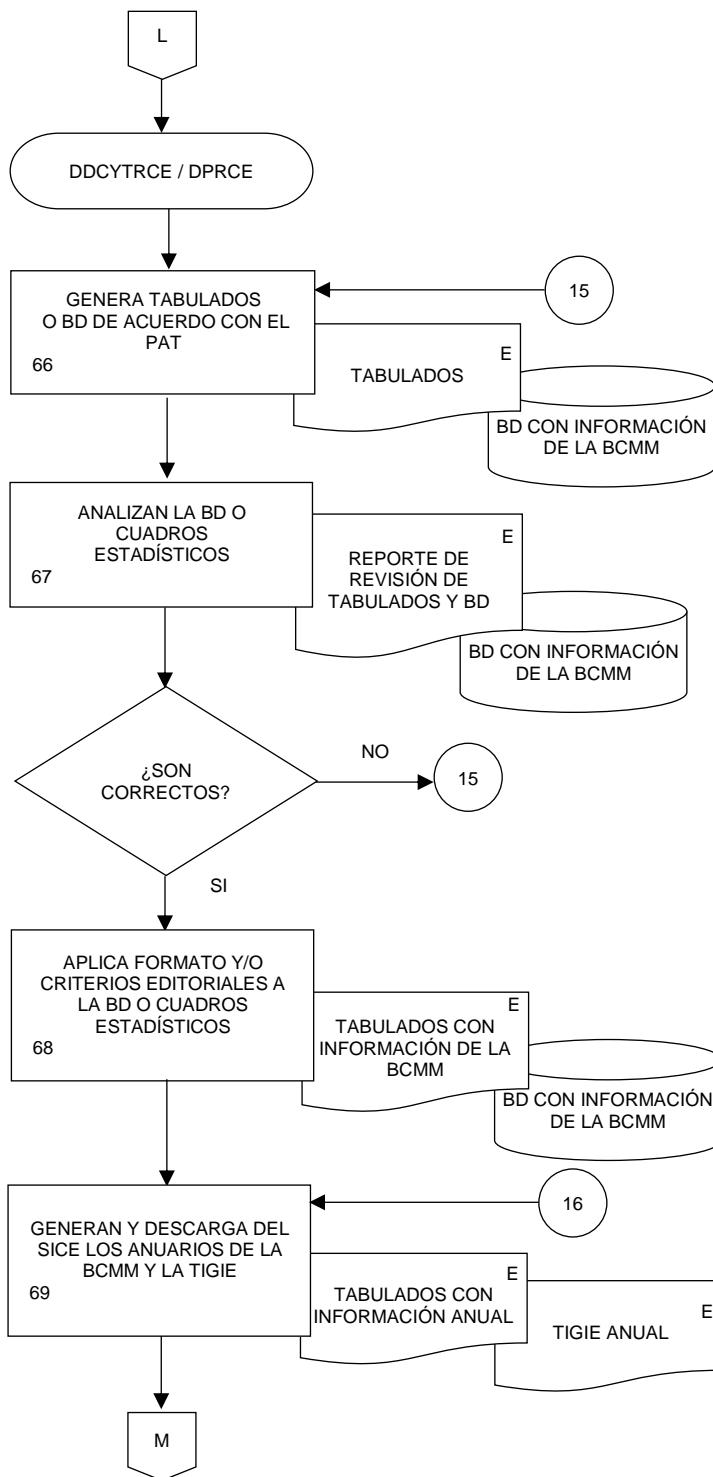 L
DDCYTRCE / DPRCE
GENERA TABULADOS
O BD DE ACUERDO CON EL
PAT
66
15
E
TABULADOS
BD CON INFORMACIÓN
DE LA BCMM
ANALIZAN LA BD O
CUADROS
ESTADÍSTICOS
67
E
REPORTE DE
REVISIÓN DE
TABULADOS Y BD
BD CON INFORMACIÓN
DE LA BCMM
¿SON
CORRECTOS?
NO
15
SI
APLICA FORMATO Y/O
CRITERIOS EDITORIALES A
LA BD O CUADROS
ESTADÍSTICOS
68
E
TABULADOS CON
INFORMACIÓN DE LA
BCMM
BD CON INFORMACIÓN
DE LA BCMM
GENERAN Y DESCARGA DEL
SICE LOS ANUARIOS DE LA
BCMM Y LA TIGIE
69
16
E
TABULADOS CON
INFORMACIÓN ANUAL
E
TIGIE ANUAL
M